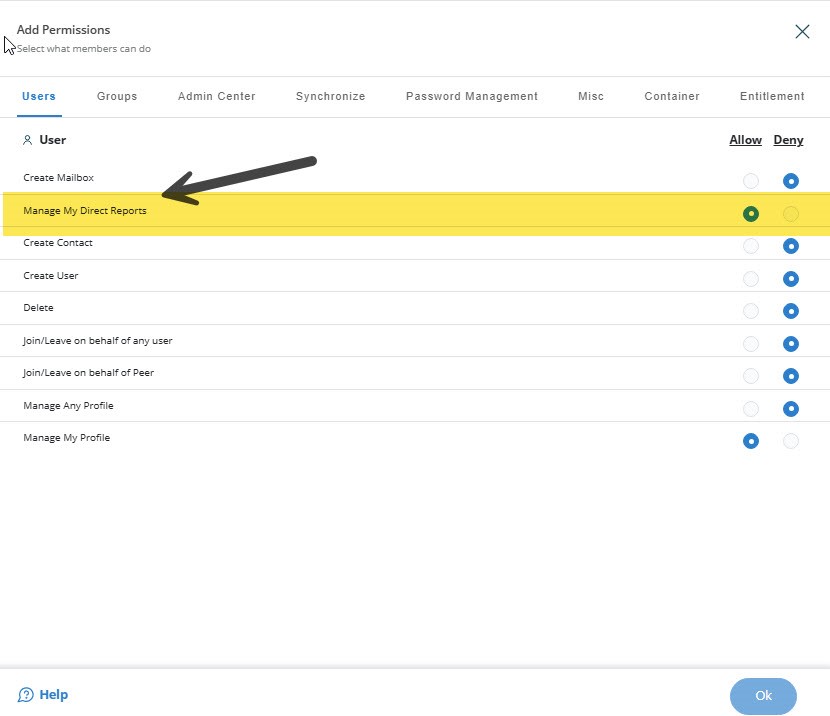 Add Permissions
Select what members can do
Users Groups Admin Center Synchronize Password Management Misc Container Entitlement
User Allow Deny
Create Mailbox
Manage My Direct Reports
Create Contact
Create User
Delete
Join/Leave on behalf of any user
Join/Leave on behalf of Peer
Manage Any Profile
Manage My Profile
Help Ok